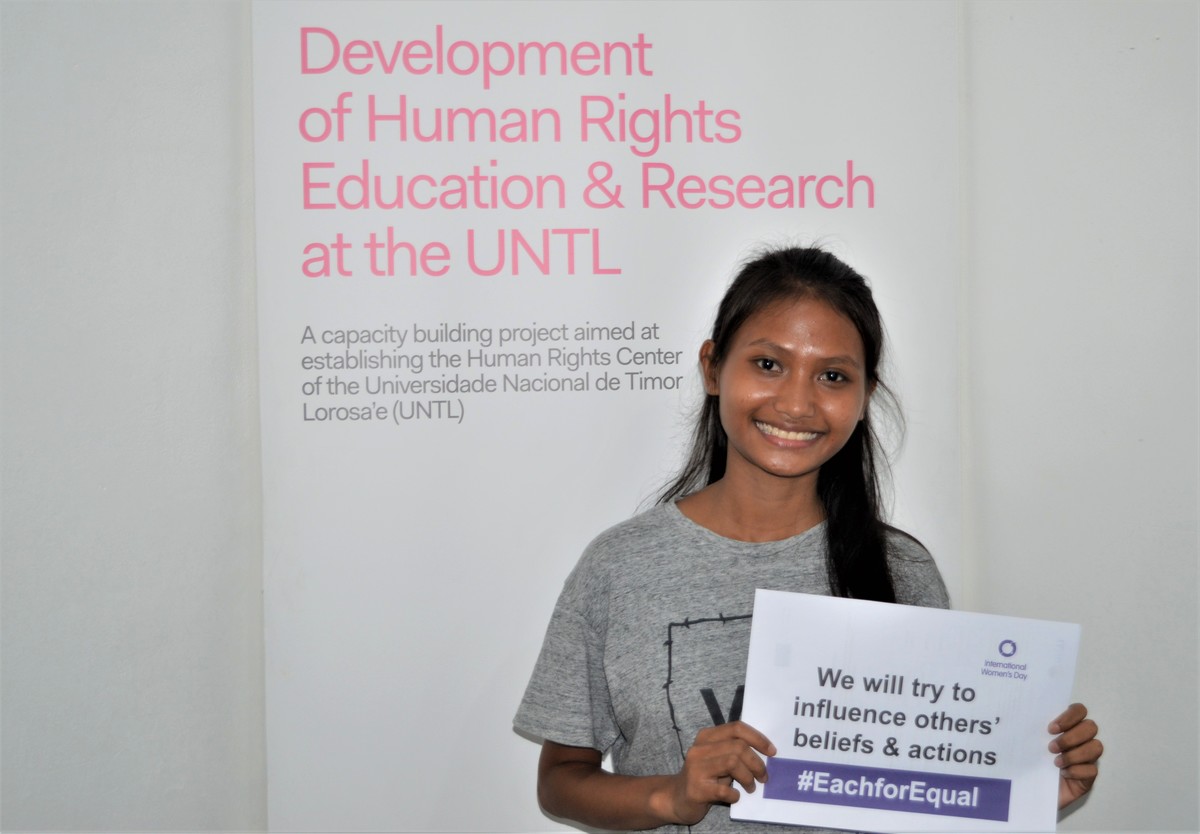 Development
of Human Rights
Education & Research
at the UNTL
A capacity building project aimed at
establishing the Human Rights Center
of the Universidade Nacional de Timor
Lorosa'e (UNTL)
International
Women's Day
We will try to
influence others'
beliefs & actions
#EachforEqual